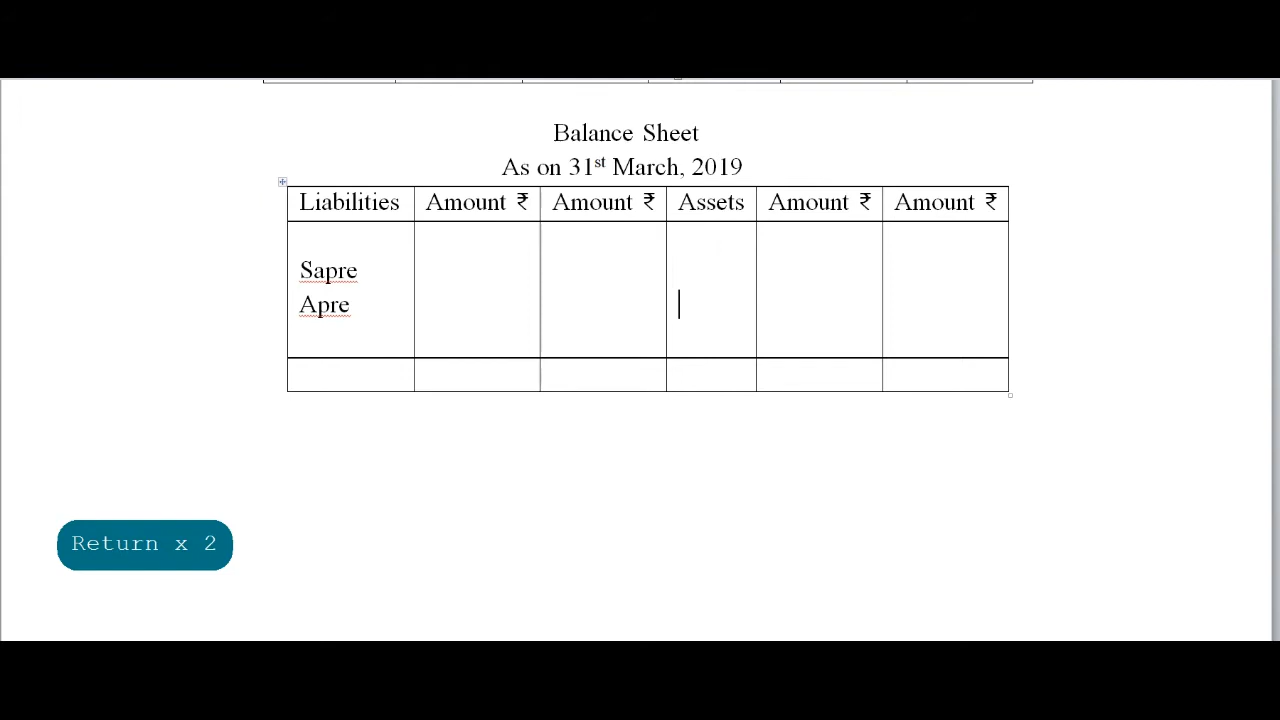 Balance Sheet
As on 31st March, 2019
Liabilities Amount ₹ Amount ₹ Assets Amount ₹ Amount ₹
Sapre
Apre
Return x 2